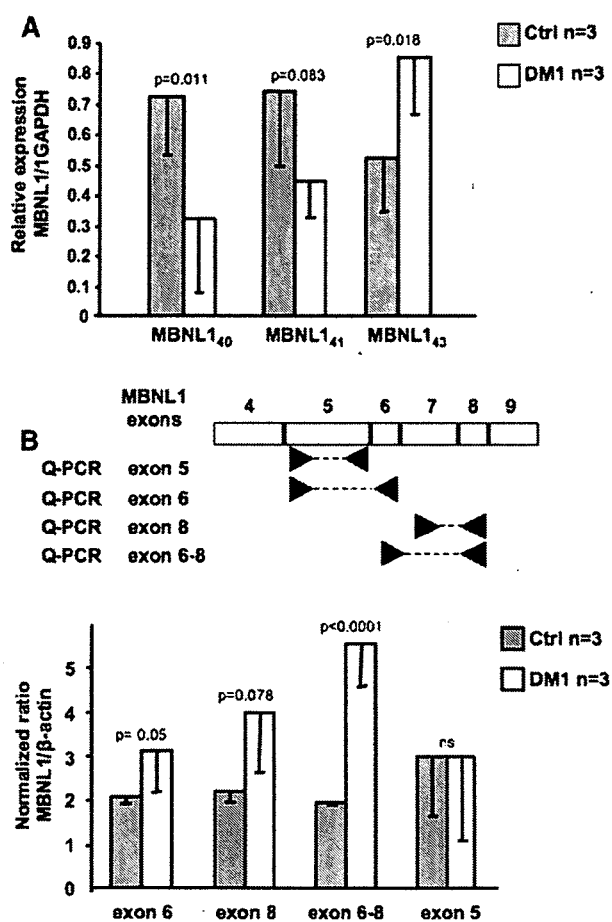 A
Ctrl n=3
DM1 n=3
Relative expression
MBNL1/1GAPDH
0.9
0.8
0.7
0.6
0.5
0.4
0.3
0.2
0.1
0
p=0.011
p=0.083
p=0.018
MBNL1₄₀ MBNL1₄₁ MBNL1₄₃
B
MBNL1
exons
4 5 6 7 8 9
Q-PCR exon 5
Q-PCR exon 6
Q-PCR exon 8
Q-PCR exon 6-8
Ctrl n=3
DM1 n=3
Normalized ratio
MBNL1/β-actin
5
4
3
2
1
0
p= 0.05
p=0.078
p<0.0001
ns
exon 6 exon 8 exon 6-8 exon 5